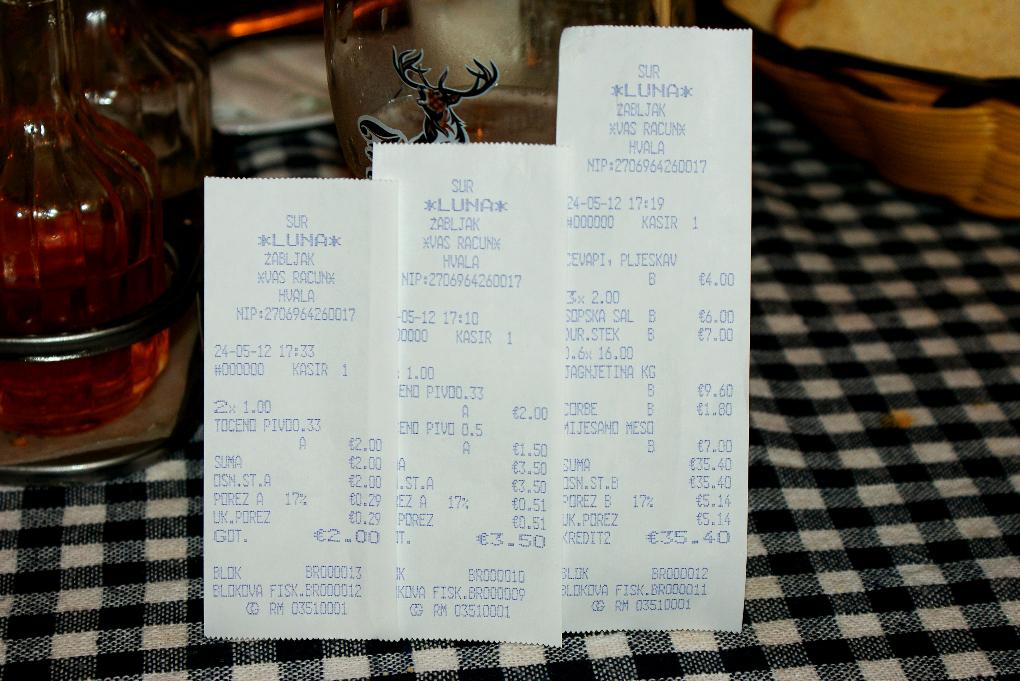 SUR
*LUNA*
ŽABLJAK
*VAS RACUN*
HVALA
NIP:2706964260017
24-05-12 17:33
#000000 KASIR 1
2x 1.00
TOCENO PIVO0.33
A €2.00
SUMA €2.00
OSN.ST.A €2.00
POREZ A 17% €0.29
UK.POREZ €0.29
GOT. €2.00
BLOK BR000013
BLOKOVA FISK.BR000012
RM 03510001
SUR
*LUNA*
ŽABLJAK
*VAS RACUN*
HVALA
NIP:2706964260017
-05-12 17:10
0000 KASIR 1
x 1.00
ENO PIVO0.33
A €2.00
ENO PIVO 0.5
A €1.50
A €3.50
.ST.A €3.50
REZ A 17% €0.51
POREZ €0.51
T. €3.50
K BR000010
KOVA FISK.BR000009
RM 03510001
SUR
*LUNA*
ŽABLJAK
*VAS RACUN*
HVALA
NIP:2706964260017
24-05-12 17:19
#000000 KASIR 1
CEVAPI, PLJESKAV
B €4.00
3x 2.00
SOPSKA SAL B €6.00
DUR.STEK B €7.00
0.6x 16.00
JAGNJETINA KG
B €9.60
CORBE B €1.80
MIJESANO MESO
B €7.00
SUMA €35.40
OSN.ST.B €35.40
POREZ B 17% €5.14
UK.POREZ €5.14
KREDIT2 €35.40
BLOK BR000012
BLOKOVA FISK.BR000011
RM 03510001